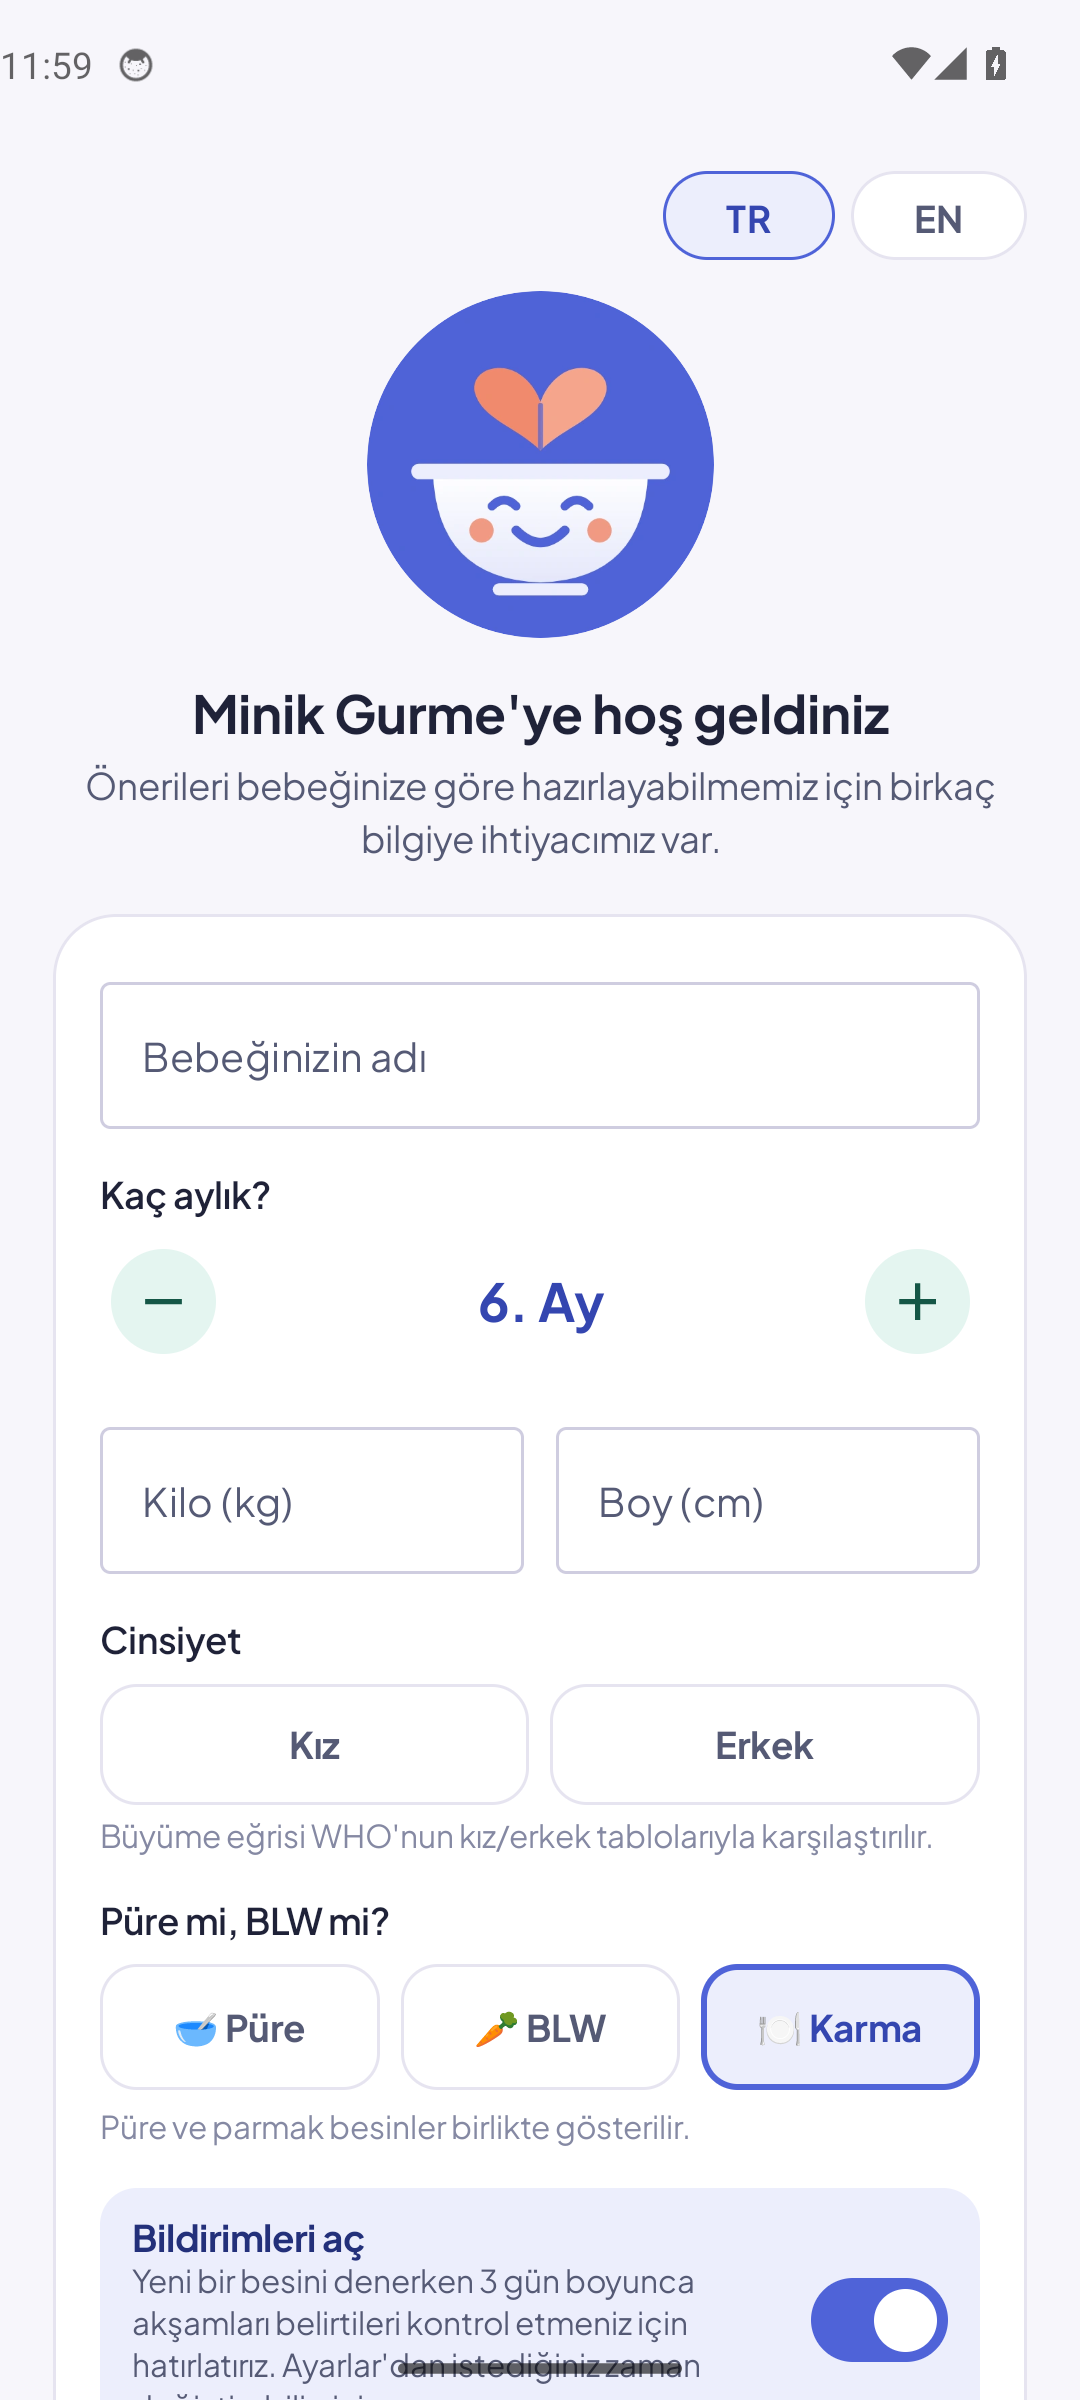 11:59
TR
EN
Minik Gurme'ye hoş geldiniz
Önerileri bebeğinize göre hazırlayabilmemiz için birkaç
bilgiye ihtiyacımız var.
Bebeğinizin adı
Kaç aylık?
6. Ay
Kilo (kg)
Boy (cm)
Cinsiyet
Kız
Erkek
Büyüme eğrisi WHO'nun kız/erkek tablolarıyla karşılaştırılır.
Püre mi, BLW mi?
Püre
BLW
Karma
Püre ve parmak besinler birlikte gösterilir.
Bildirimleri aç
Yeni bir besini denerken 3 gün boyunca
akşamları belirtileri kontrol etmeniz için
hatırlatırız. Ayarlar'dan istediğiniz zaman